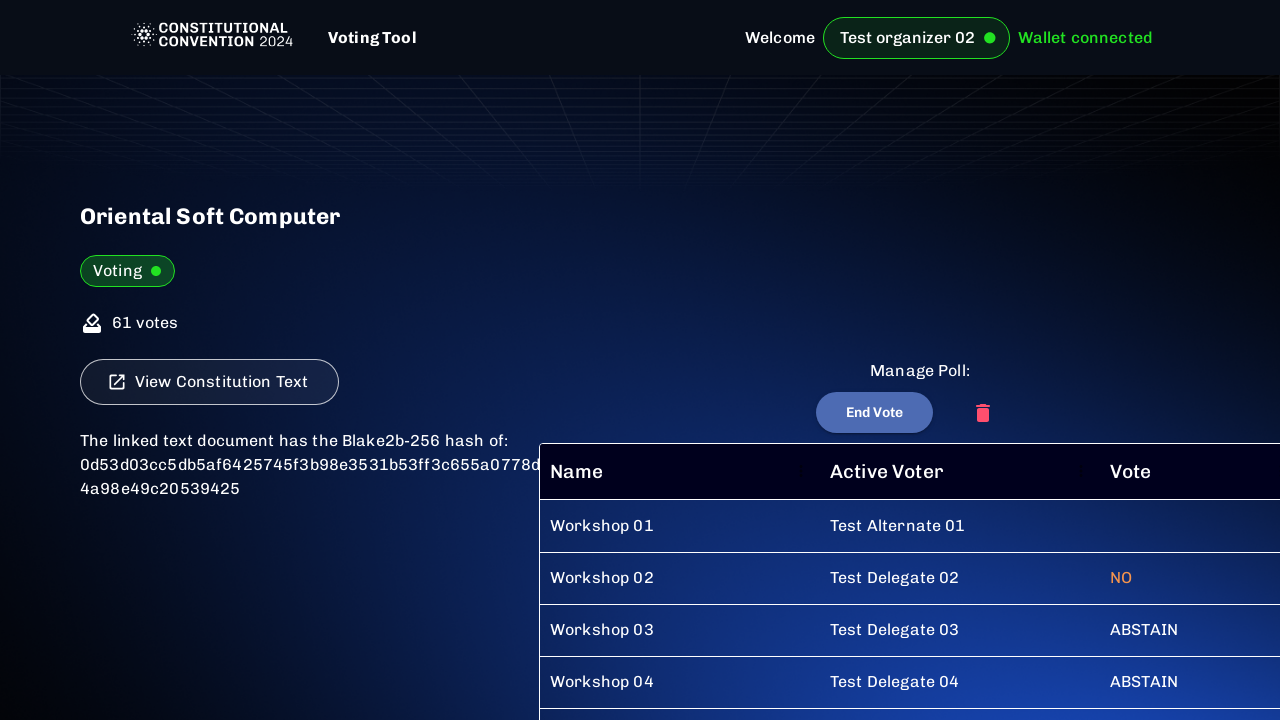 CONSTITUTIONAL
CONVENTION 2024
Voting Tool
Welcome
Test organizer 02
Wallet connected
Oriental Soft Computer
Voting
61 votes
View Constitution Text
The linked text document has the Blake2b-256 hash of:
0d53d03cc5db5af6425745f3b98e3531b53ff3c655a0778d
4a98e49c20539425
Manage Poll:
End Vote
Name Active Voter Vote
Workshop 01 Test Alternate 01
Workshop 02 Test Delegate 02 NO
Workshop 03 Test Delegate 03 ABSTAIN
Workshop 04 Test Delegate 04 ABSTAIN